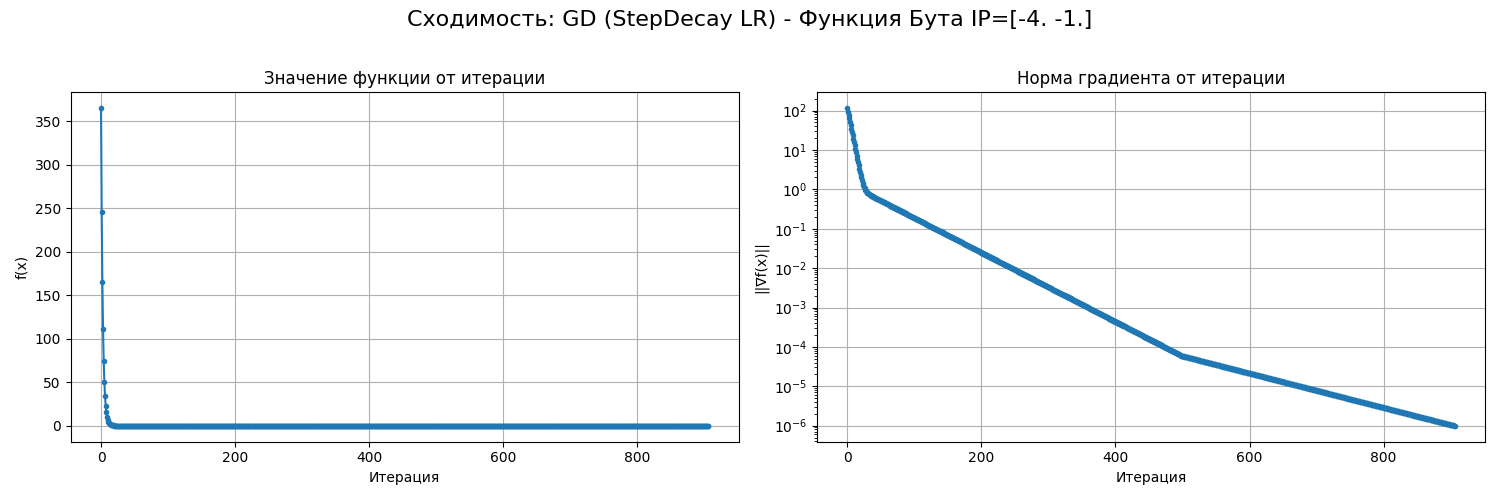 Сходимость: GD (StepDecay LR) - Функция Бута IP=[-4. -1.]
Значение функции от итерации
f(x)
350
300
250
200
150
100
50
0
0 200 400 600 800
Итерация
Норма градиента от итерации
||∇f(x)||
10²
10¹
10⁰
10⁻¹
10⁻²
10⁻³
10⁻⁴
10⁻⁵
10⁻⁶
0 200 400 600 800
Итерация